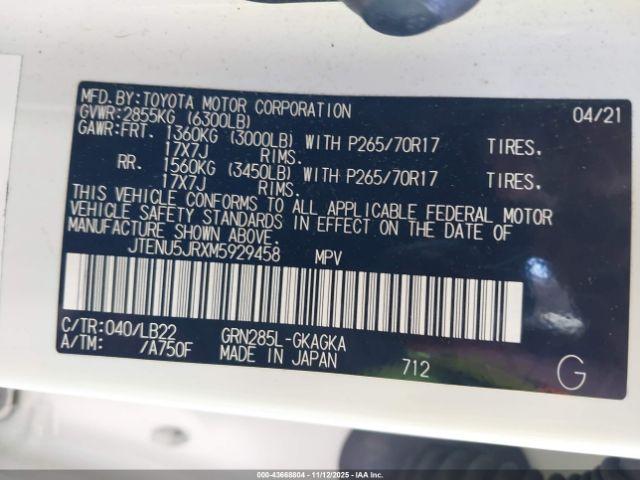 MFD.BY:TOYOTA MOTOR CORPORATION 04/21
GVWR:2855KG (6300LB)
GAWR:FRT. 1360KG (3000LB) WITH P265/70R17 TIRES,
17X7J RIMS.
RR. 1560KG (3450LB) WITH P265/70R17 TIRES,
17X7J RIMS.
THIS VEHICLE CONFORMS TO ALL APPLICABLE FEDERAL MOTOR
VEHICLE SAFETY STANDARDS IN EFFECT ON THE DATE OF
MANUFACTURE SHOWN ABOVE.
JTENU5JRXM5929458 MPV
C/TR:040/LB22 GRN285L-GKAGKA
A/TM: /A750F MADE IN JAPAN 712 G
000-43668804 - 11/12/2025 - IAA Inc.